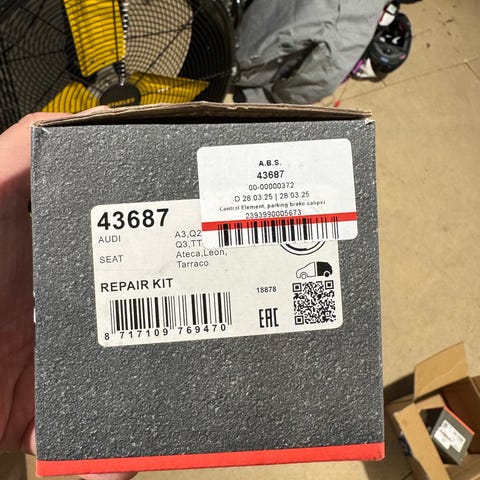 STANLEY
A.B.S.
43687
00-00000372
D 28.03.25 | 28.03.25
Control Element, parking brake caliper
2393990005673
43687
AUDI A3,Q2
Q3,TT
SEAT Ateca,Leon,
Tarraco
REPAIR KIT
18878
8 717109 769470
EAC